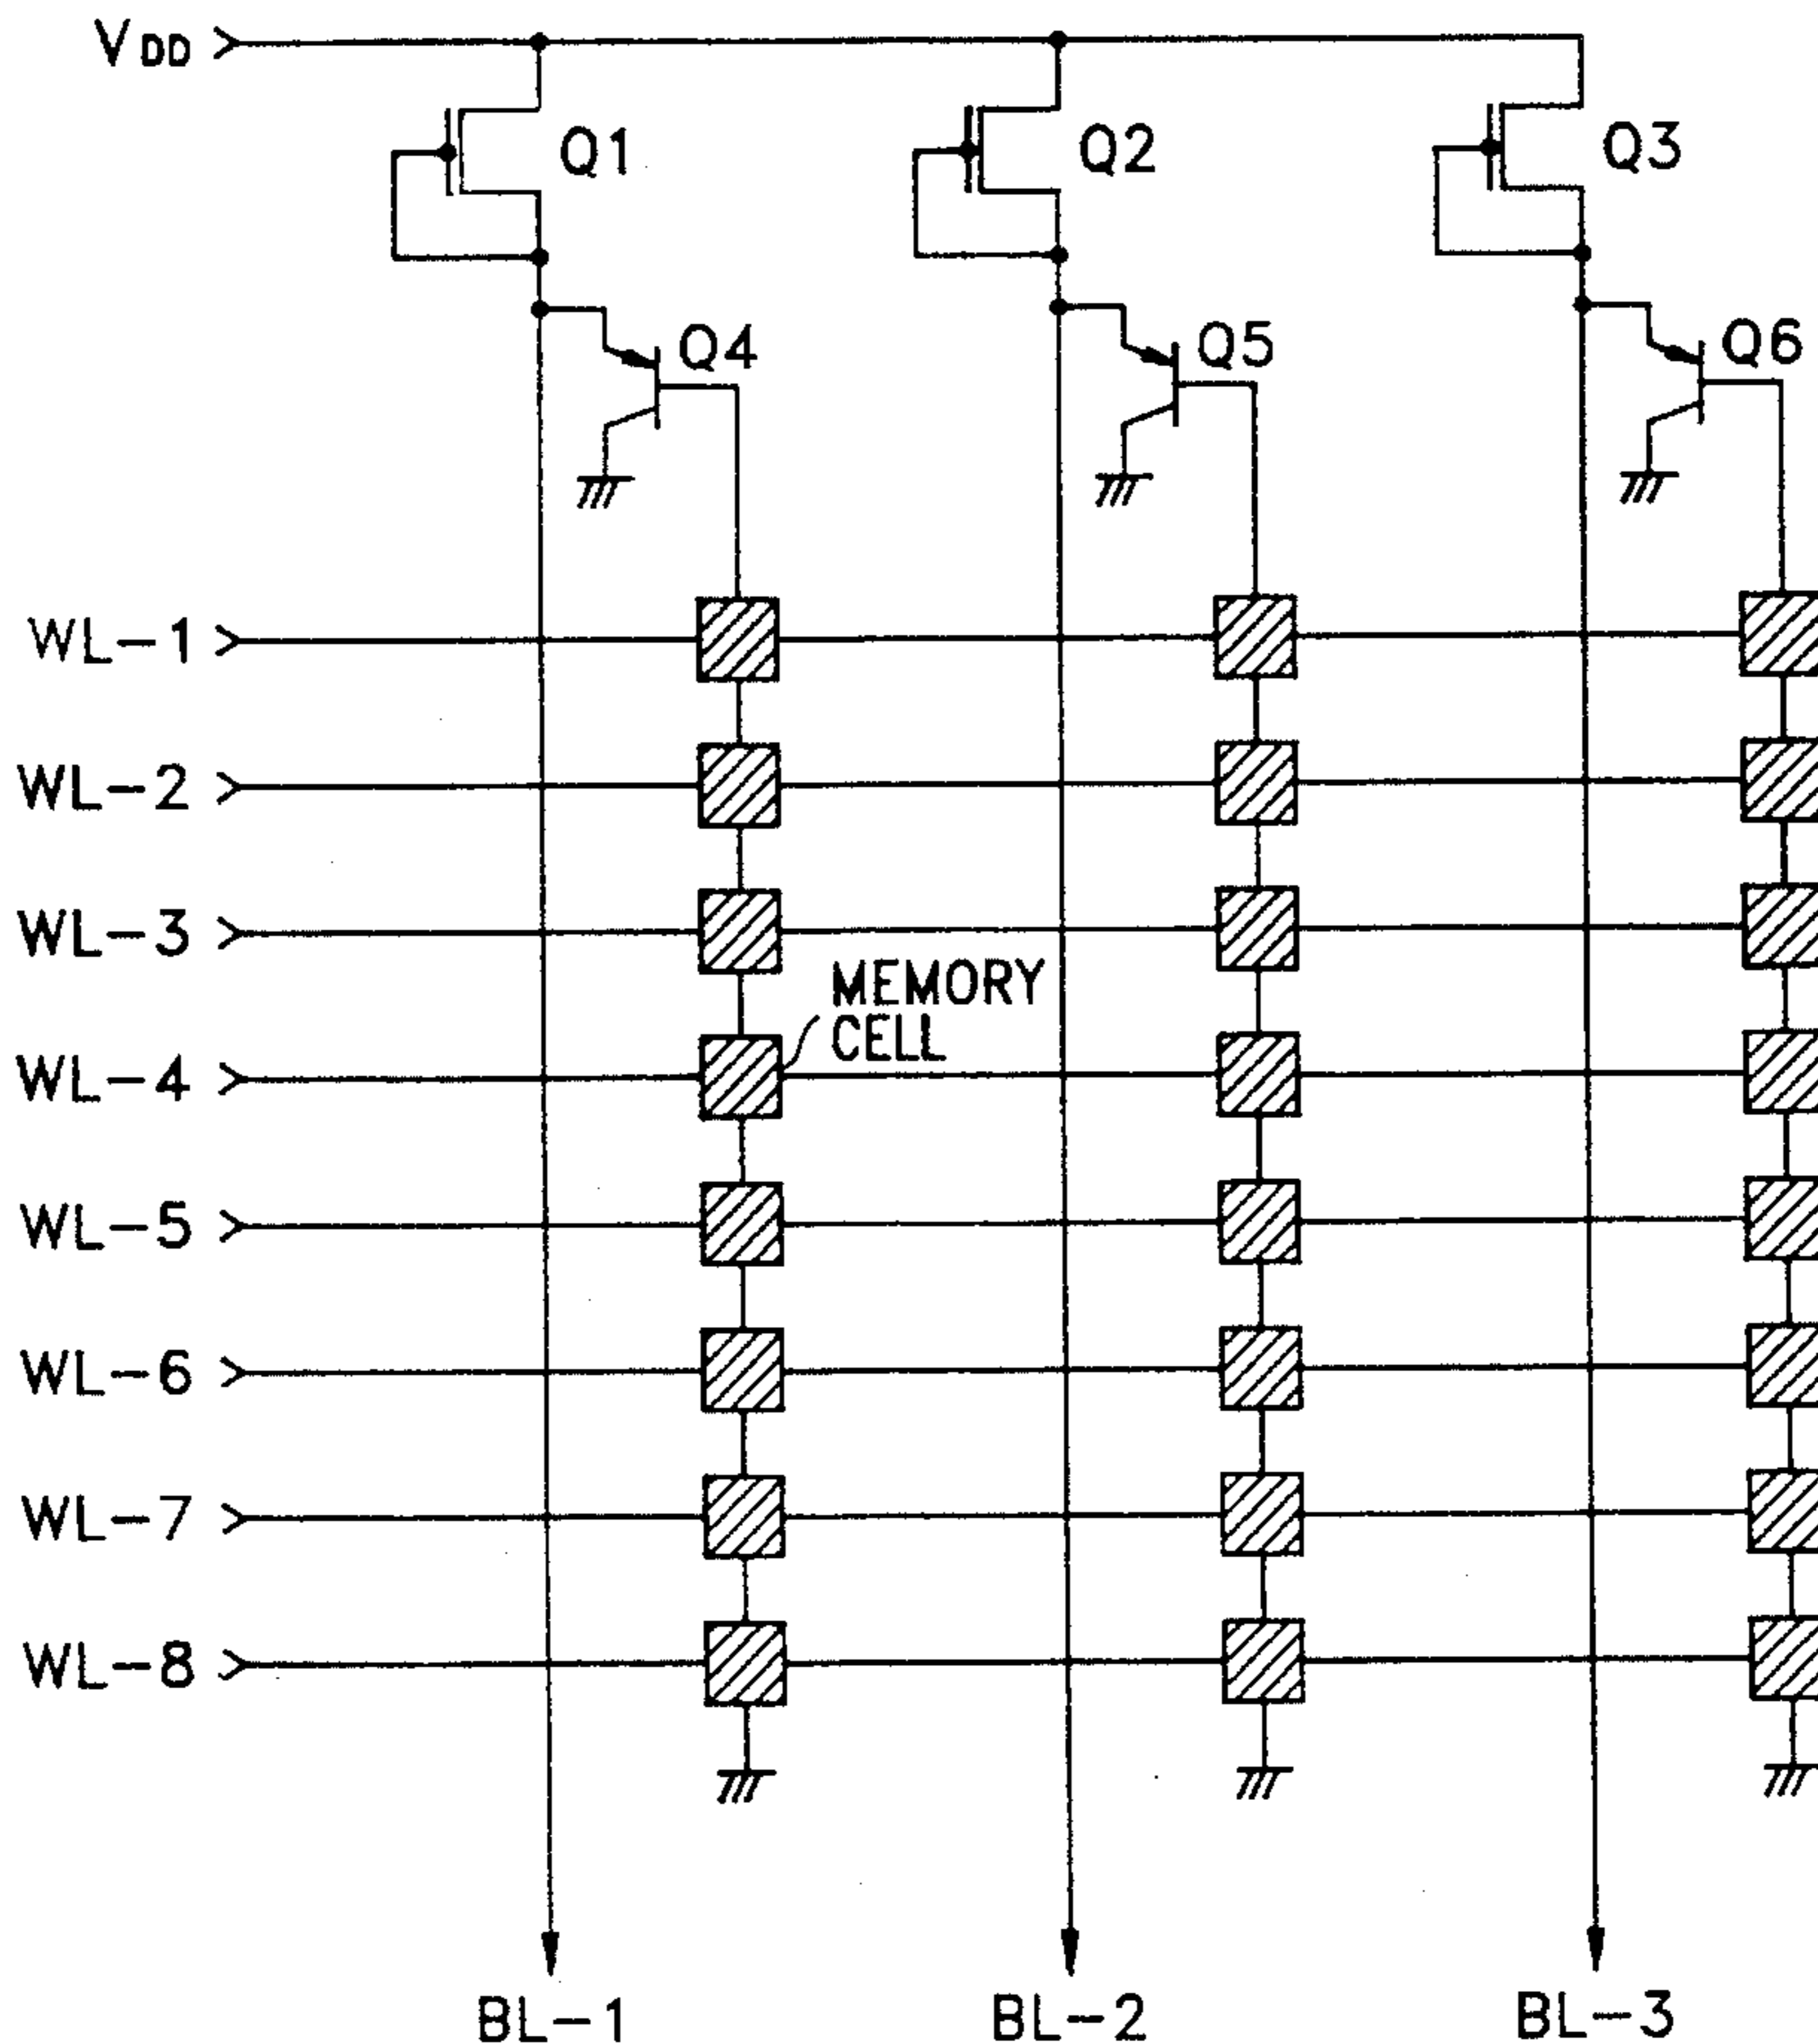 VDD
Q1
Q2
Q3
Q4
Q5
Q6
WL-1
WL-2
WL-3
MEMORY
CELL
WL-4
WL-5
WL-6
WL-7
WL-8
BL-1
BL-2
BL-3